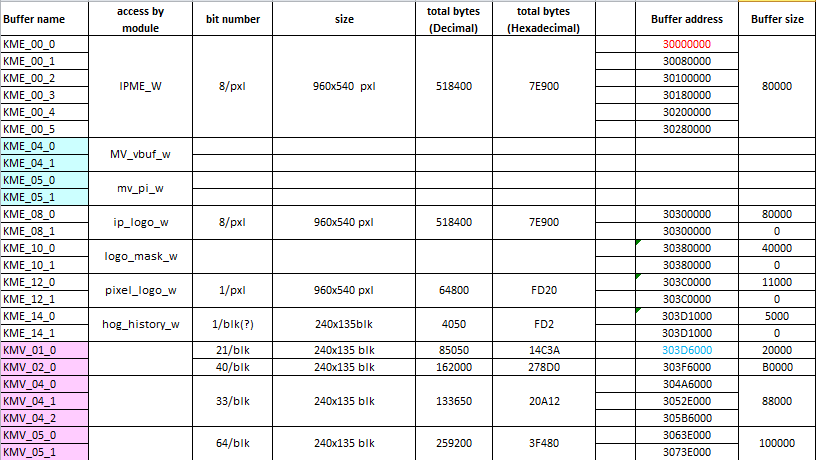 Buffer name access by module bit number size total bytes (Decimal) total bytes (Hexadecimal) Buffer address Buffer size
KME_00_0 IPME_W 8/pxl 960x540 pxl 518400 7E900 30000000 80000
KME_00_1 30080000
KME_00_2 30100000
KME_00_3 30180000
KME_00_4 30200000
KME_00_5 30280000
KME_04_0 MV_vbuf_w
KME_04_1
KME_05_0 mv_pi_w
KME_05_1
KME_08_0 ip_logo_w 8/pxl 960x540 pxl 518400 7E900 30300000 80000
KME_08_1 30300000 0
KME_10_0 logo_mask_w 30380000 40000
KME_10_1 30380000 0
KME_12_0 pixel_logo_w 1/pxl 960x540 pxl 64800 FD20 303C0000 11000
KME_12_1 303C0000 0
KME_14_0 hog_history_w 1/blk(?) 240x135blk 4050 FD2 303D1000 5000
KME_14_1 303D1000 0
KMV_01_0 21/blk 240x135 blk 85050 14C3A 303D6000 20000
KMV_02_0 40/blk 240x135 blk 162000 278D0 303F6000 B0000
KMV_04_0 33/blk 240x135 blk 133650 20A12 304A6000 88000
KMV_04_1 3052E000
KMV_04_2 305B6000
KMV_05_0 64/blk 240x135 blk 259200 3F480 3063E000 100000
KMV_05_1 3073E000